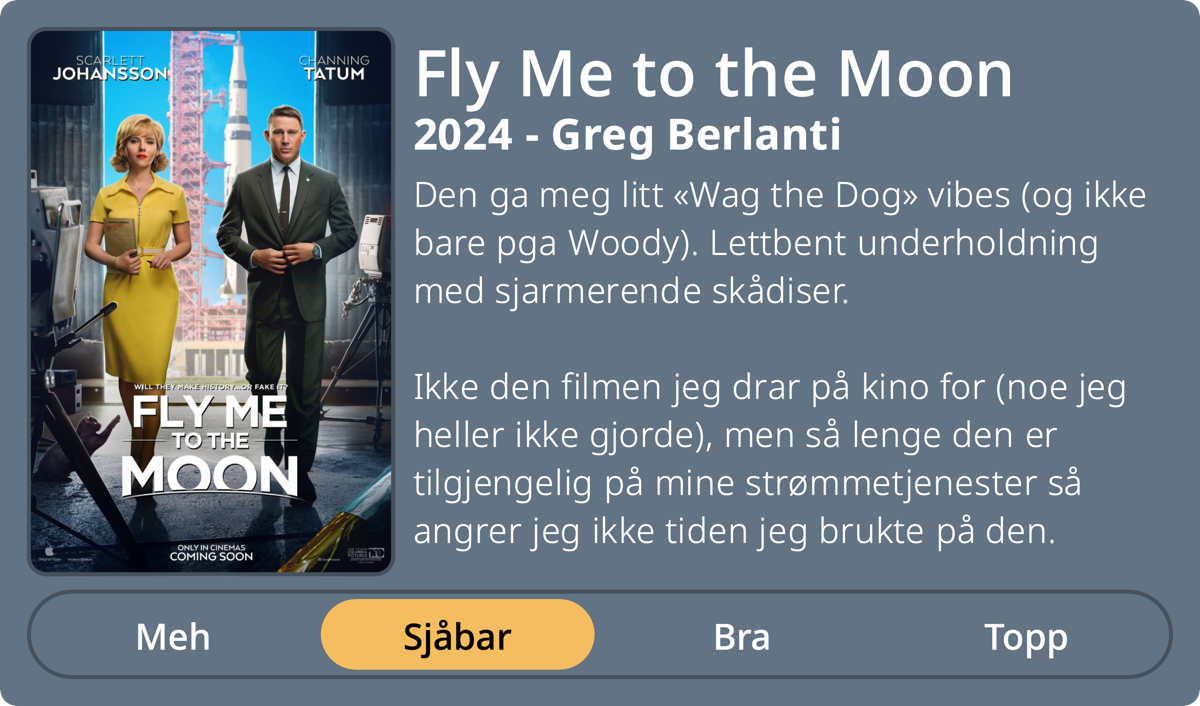 SCARLETT
JOHANSSON
CHANNING
TATUM
WILL THEY MAKE HISTORY...OR FAKE IT?
FLY ME
TO THE
MOON
ONLY IN CINEMAS
COMING SOON
Fly Me to the Moon
2024 - Greg Berlanti
Den ga meg litt «Wag the Dog» vibes (og ikke
bare pga Woody). Lettbent underholdning
med sjarmerende skådiser.
Ikke den filmen jeg drar på kino for (noe jeg
heller ikke gjorde), men så lenge den er
tilgjengelig på mine strømmetjenester så
angrer jeg ikke tiden jeg brukte på den.
Meh
Sjåbar
Bra
Topp